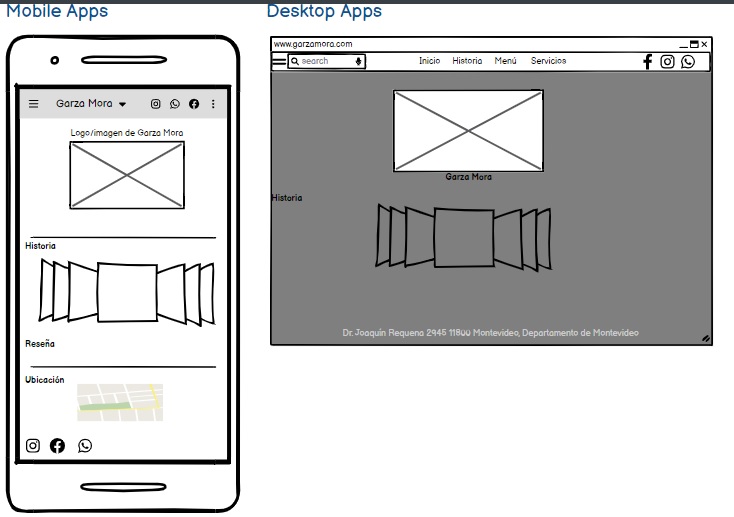 Mobile Apps
Garza Mora
Logo/imagen de Garza Mora
Historia
Reseña
Ubicación
Desktop Apps
www.garzamora.com
search
Inicio Historia Menú Servicios
Garza Mora
Historia
Dr. Joaquín Requena 2445 11800 Montevideo, Departamento de Montevideo